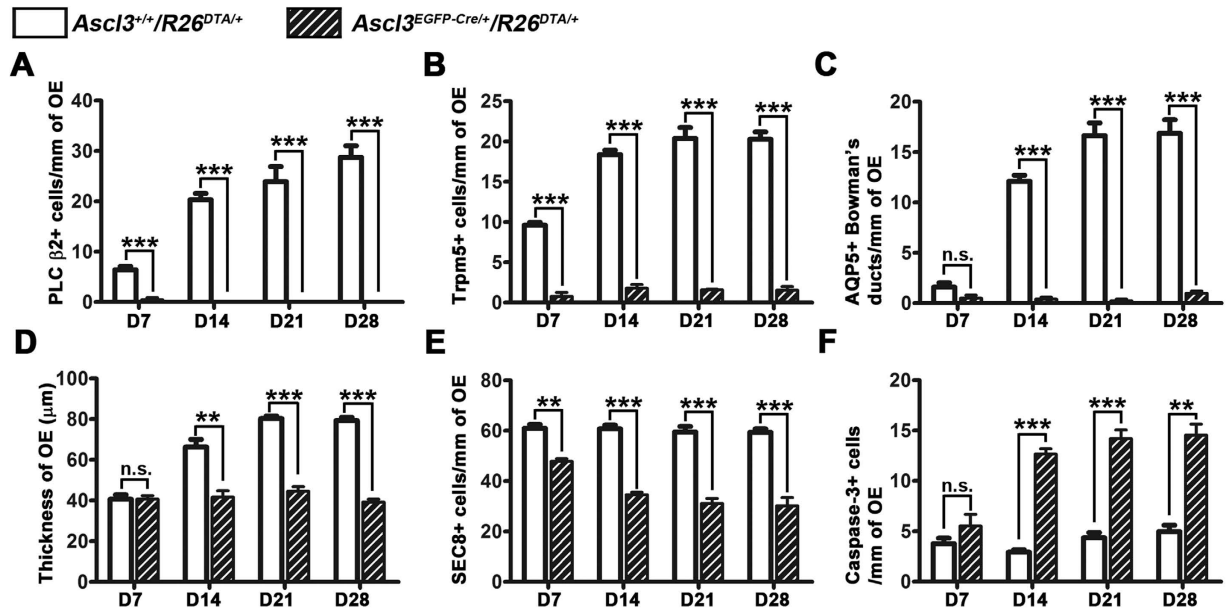 Ascl3+/+/R26DTA/+ Ascl3EGFP-Cre/+/R26DTA/+
A
PLC β2+ cells/mm of OE
40
30
20
10
0
***
***
***
***
D7 D14 D21 D28
B
Trpm5+ cells/mm of OE
25
20
15
10
5
0
***
***
***
***
D7 D14 D21 D28
C
AQP5+ Bowman's
ducts/mm of OE
20
15
10
5
0
n.s.
***
***
***
D7 D14 D21 D28
D
Thickness of OE (μm)
100
80
60
40
20
0
n.s.
**
***
***
D7 D14 D21 D28
E
SEC8+ cells/mm of OE
80
60
40
20
0
**
***
***
***
D7 D14 D21 D28
F
Caspase-3+ cells
/mm of OE
20
15
10
5
0
n.s.
***
***
**
D7 D14 D21 D28